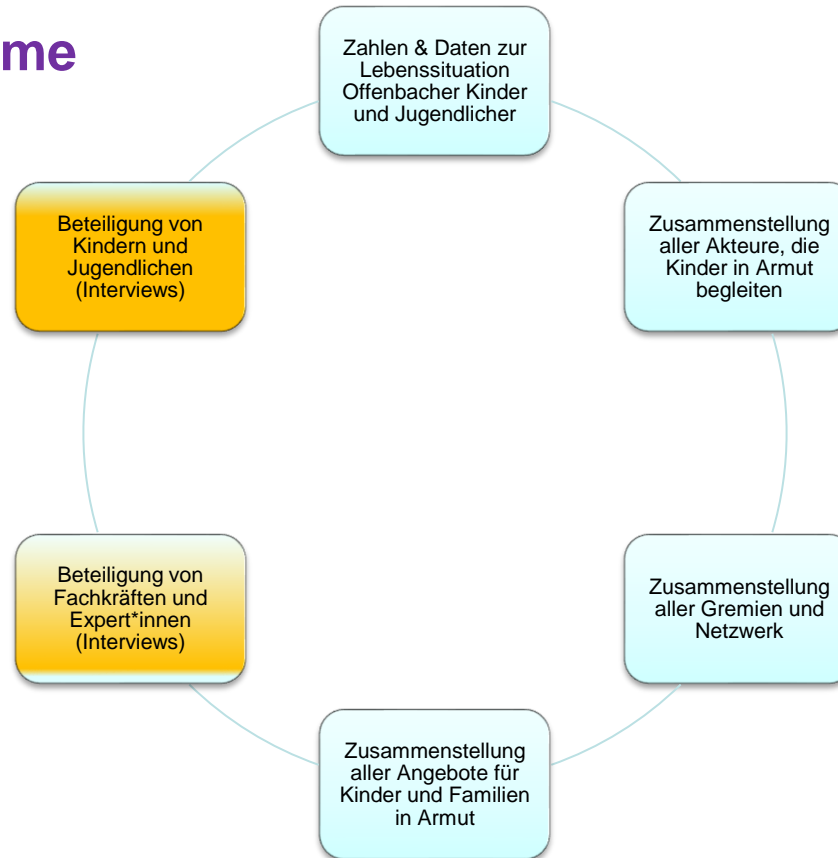 me
Zahlen & Daten zur
Lebenssituation
Offenbacher Kinder
und Jugendlicher
Zusammenstellung
aller Akteure, die
Kinder in Armut
begleiten
Zusammenstellung
aller Gremien und
Netzwerk
Zusammenstellung
aller Angebote für
Kinder und Familien
in Armut
Beteiligung von
Fachkräften und
Expert*innen
(Interviews)
Beteiligung von
Kindern und
Jugendlichen
(Interviews)